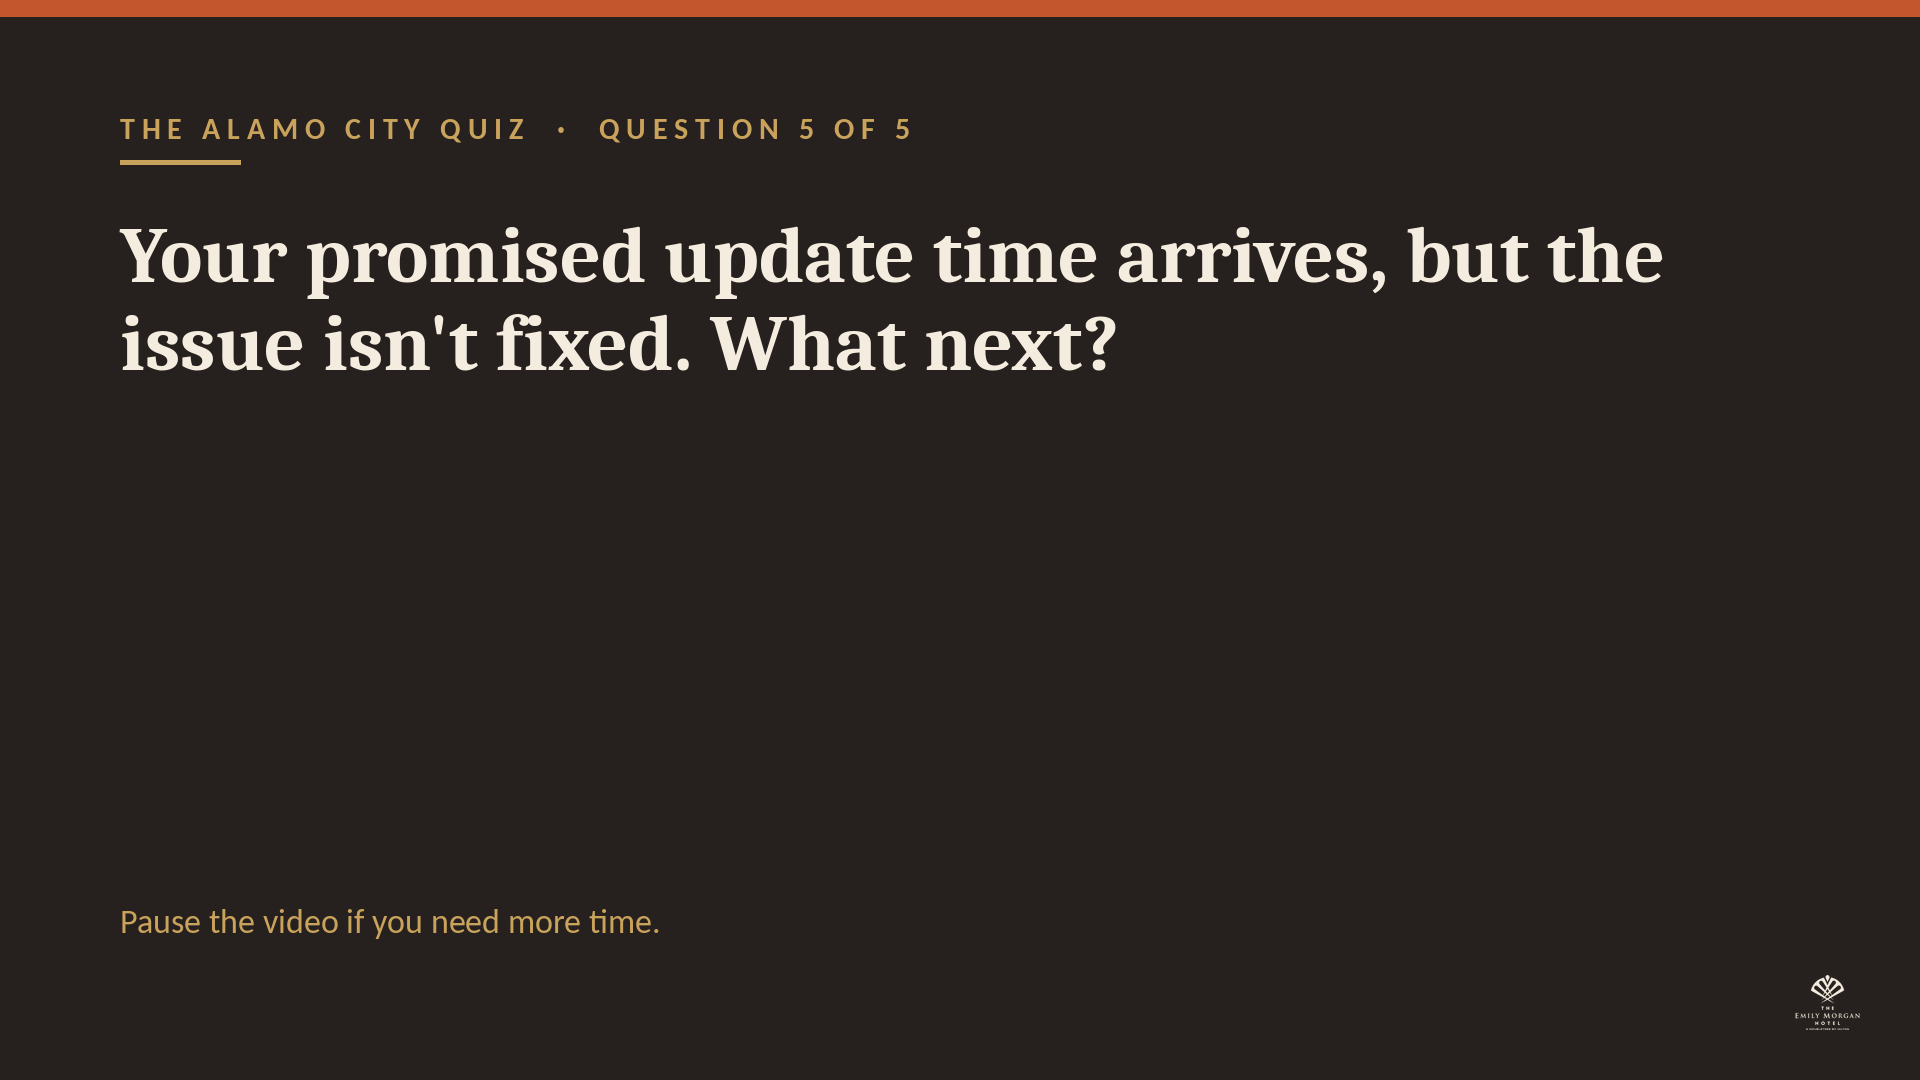 THE ALAMO CITY QUIZ · QUESTION 5 OF 5
Your promised update time arrives, but the
issue isn't fixed. What next?
Pause the video if you need more time.
THE
EMILY MORGAN
HOTEL